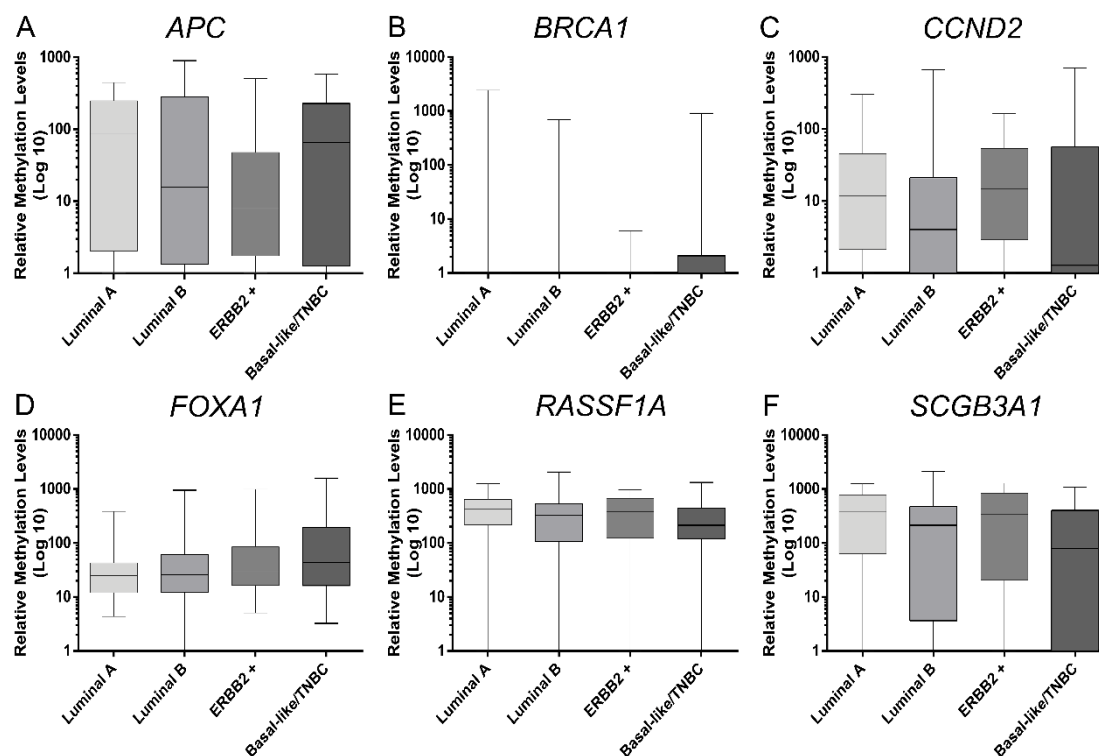 A
APC
Relative Methylation Levels
(Log 10)
1000
100
10
1
Luminal A
Luminal B
ERBB2 +
Basal-like/TNBC
B
BRCA1
Relative Methylation Levels
(Log 10)
10000
1000
100
10
1
Luminal A
Luminal B
ERBB2 +
Basal-like/TNBC
C
CCND2
Relative Methylation Levels
(Log 10)
1000
100
10
1
Luminal A
Luminal B
ERBB2 +
Basal-like/TNBC
D
FOXA1
Relative Methylation Levels
(Log 10)
10000
1000
100
10
1
Luminal A
Luminal B
ERBB2 +
Basal-like/TNBC
E
RASSF1A
Relative Methylation Levels
(Log 10)
10000
1000
100
10
1
Luminal A
Luminal B
ERBB2 +
Basal-like/TNBC
F
SCGB3A1
Relative Methylation Levels
(Log 10)
10000
1000
100
10
1
Luminal A
Luminal B
ERBB2 +
Basal-like/TNBC